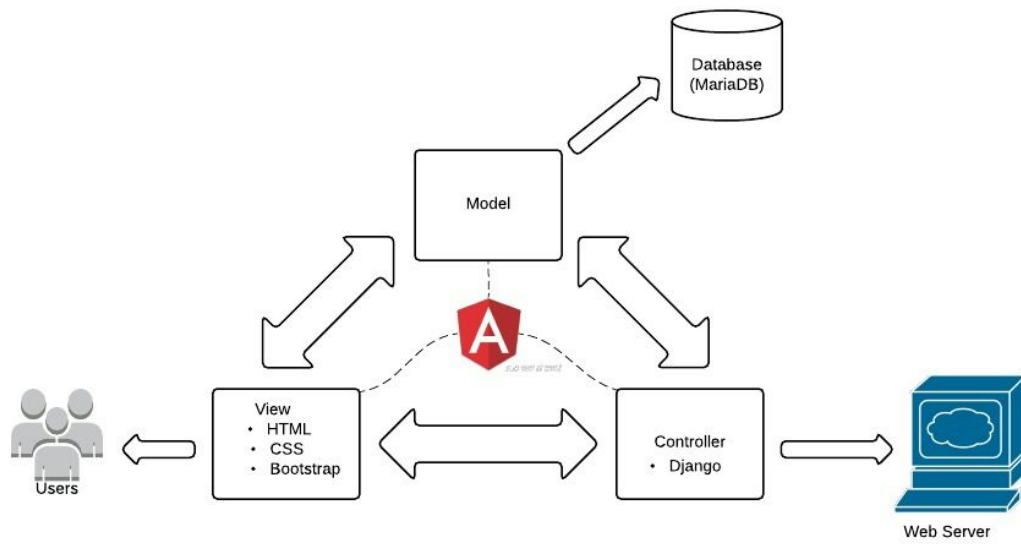 Database
(MariaDB)
Model
A
View
• HTML
• CSS
• Bootstrap
Controller
• Django
Users
Web Server